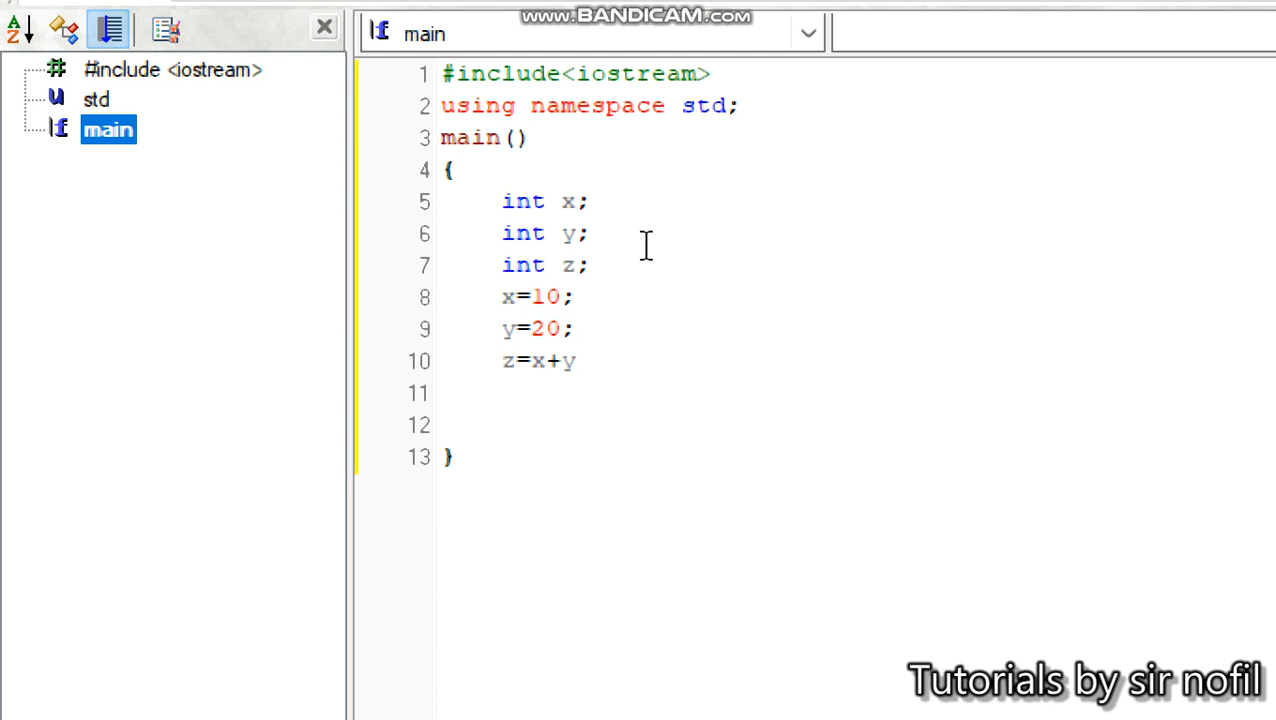 www.BANDICAM.com
main
#include <iostream>
std
main
1 #include<iostream>
2 using namespace std;
3 main()
4 {
5 int x;
6 int y;
7 int z;
8 x=10;
9 y=20;
10 z=x+y
11
12
13 }
Tutorials by sir nofil